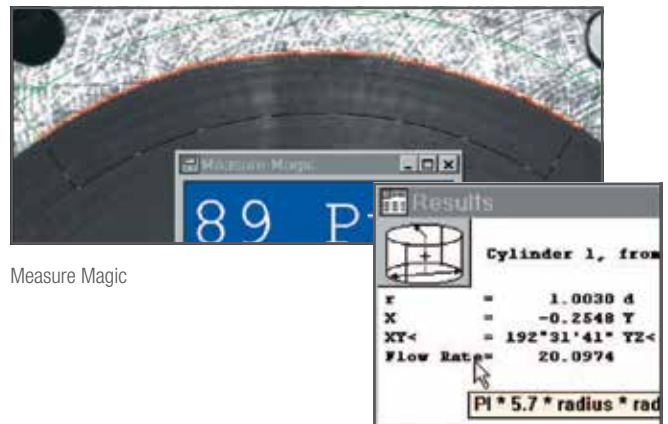 Measure Magic
89 P
Results
Cylinder 1, from
r = 1.0030 d
X = -0.2548 Y
XY< = 192°31'41" YZ<
Flow Rate= 20.0974
PI * 5.7 * radius * rad
Measure Magic